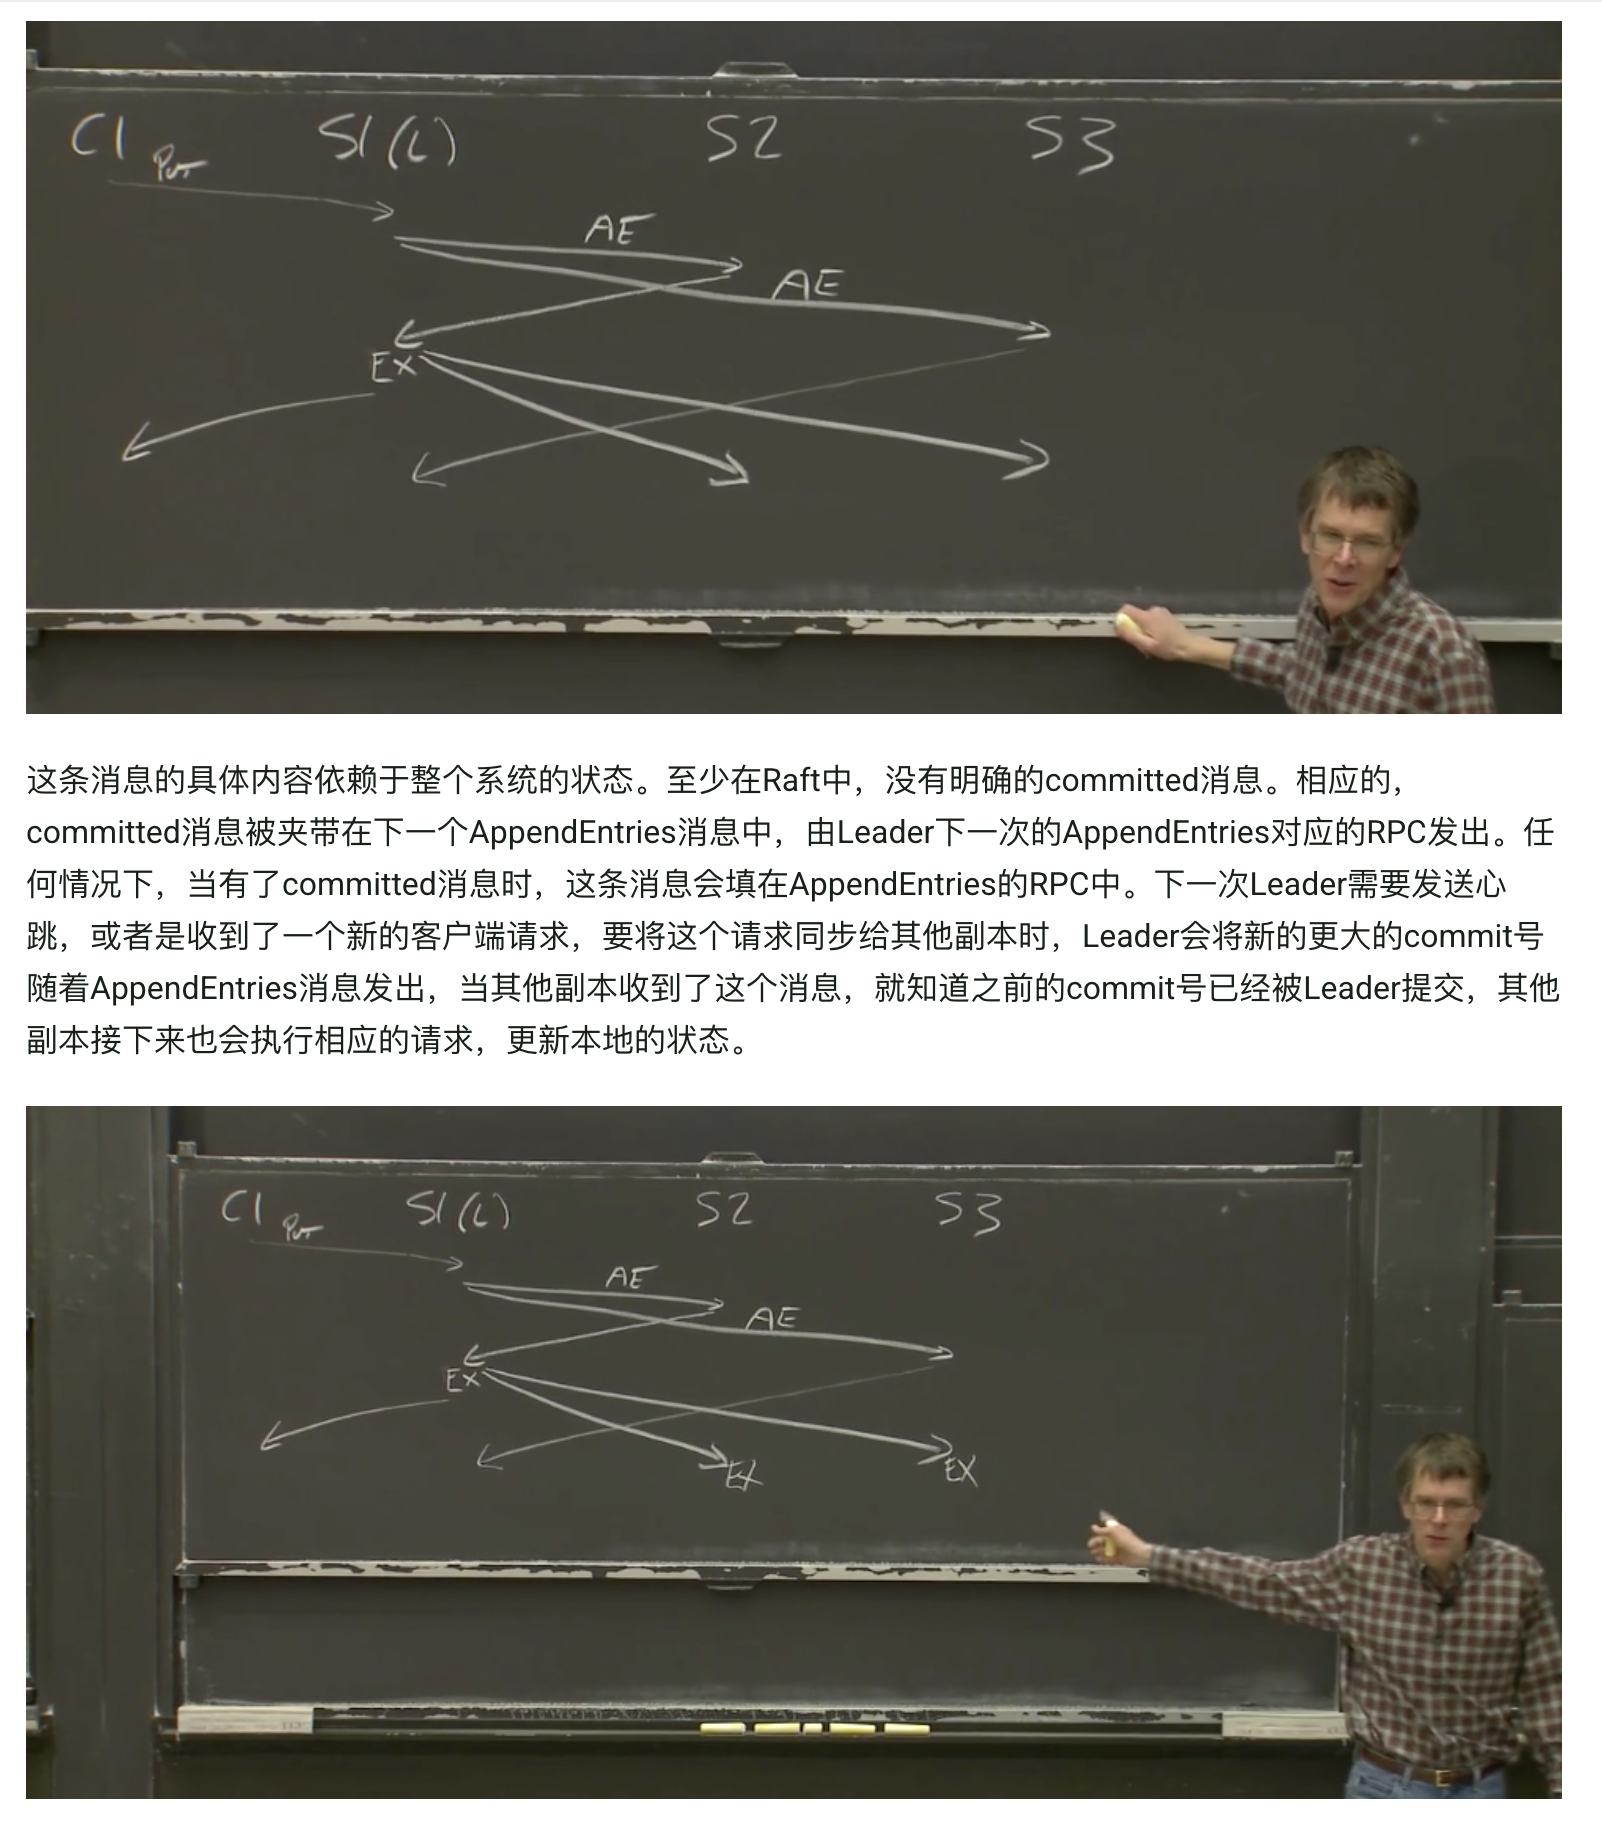 C1 Put S1(L) S2 S3
AE
AE
EX
这条消息的具体内容依赖于整个系统的状态。至少在Raft中，没有明确的committed消息。相应的，
committed消息被夹带在下一个AppendEntries消息中，由Leader下一次的AppendEntries对应的RPC发出。任
何情况下，当有了committed消息时，这条消息会填在AppendEntries的RPC中。下一次Leader需要发送心
跳，或者是收到了一个新的客户端请求，要将这个请求同步给其他副本时，Leader会将新的更大的commit号
随着AppendEntries消息发出，当其他副本收到了这个消息，就知道之前的commit号已经被Leader提交，其他
副本接下来也会执行相应的请求，更新本地的状态。
C1 Put S1(L) S2 S3
AE
AE
EX
EX EX